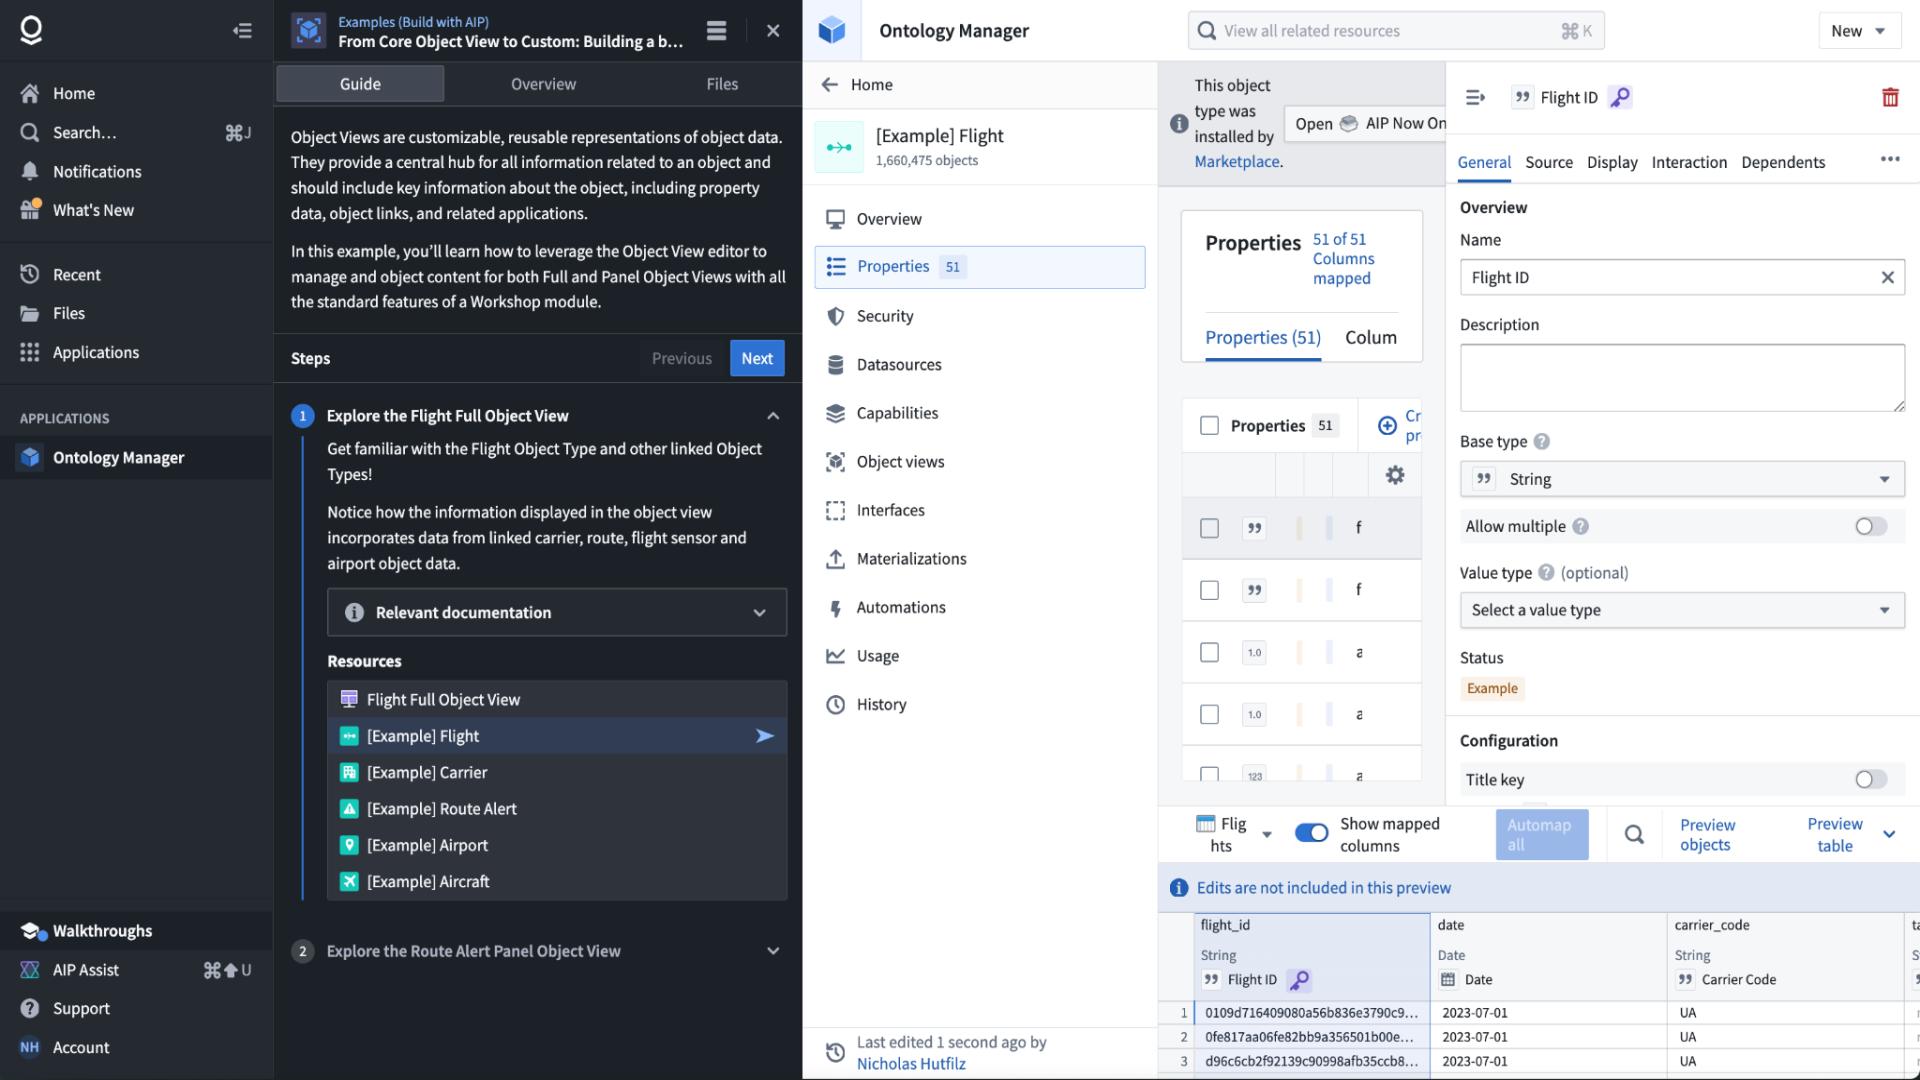 Home
Search…
⌘J
Notifications
What's New
Recent
Files
Applications
APPLICATIONS
Ontology Manager
Walkthroughs
AIP Assist
⌘⬆U
Support
NH
Account
Examples (Build with AIP)
From Core Object View to Custom: Building a b…
Guide
Overview
Files
Object Views are customizable, reusable representations of object data.
They provide a central hub for all information related to an object and
should include key information about the object, including property
data, object links, and related applications.
In this example, you’ll learn how to leverage the Object View editor to
manage and object content for both Full and Panel Object Views with all
the standard features of a Workshop module.
Steps
Previous
Next
1
Explore the Flight Full Object View
Get familiar with the Flight Object Type and other linked Object
Types!
Notice how the information displayed in the object view
incorporates data from linked carrier, route, flight sensor and
airport object data.
Relevant documentation
Resources
Flight Full Object View
[Example] Flight
[Example] Carrier
[Example] Route Alert
[Example] Airport
[Example] Aircraft
2
Explore the Route Alert Panel Object View
Ontology Manager
View all related resources
⌘ K
New
Home
[Example] Flight
1,660,475 objects
Overview
Properties 51
Security
Datasources
Capabilities
Object views
Interfaces
Materializations
Automations
Usage
History
Last edited 1 second ago by
Nicholas Hutfilz
This object
type was
installed by
Marketplace.
Open AIP Now On
Properties
51 of 51
Columns
mapped
Properties (51)
Colum
Properties 51
Cr
pr
f
f
1.0
a
1.0
a
123
a
Flight ID
General
Source
Display
Interaction
Dependents
Overview
Name
Flight ID
Description
Base type
String
Allow multiple
Value type (optional)
Select a value type
Status
Example
Configuration
Title key
Flig
hts
Show mapped
columns
Automap
all
Preview
objects
Preview
table
Edits are not included in this preview
flight_id
date
carrier_code
String
Date
String
Flight ID
Date
Carrier Code
1 0109d716409080a56b836e3790c9… 2023-07-01 UA
2 0fe817aa06fe82bb9a356501b00e… 2023-07-01 UA
3 d96c6cb2f92139c90998afb35ccb8… 2023-07-01 UA